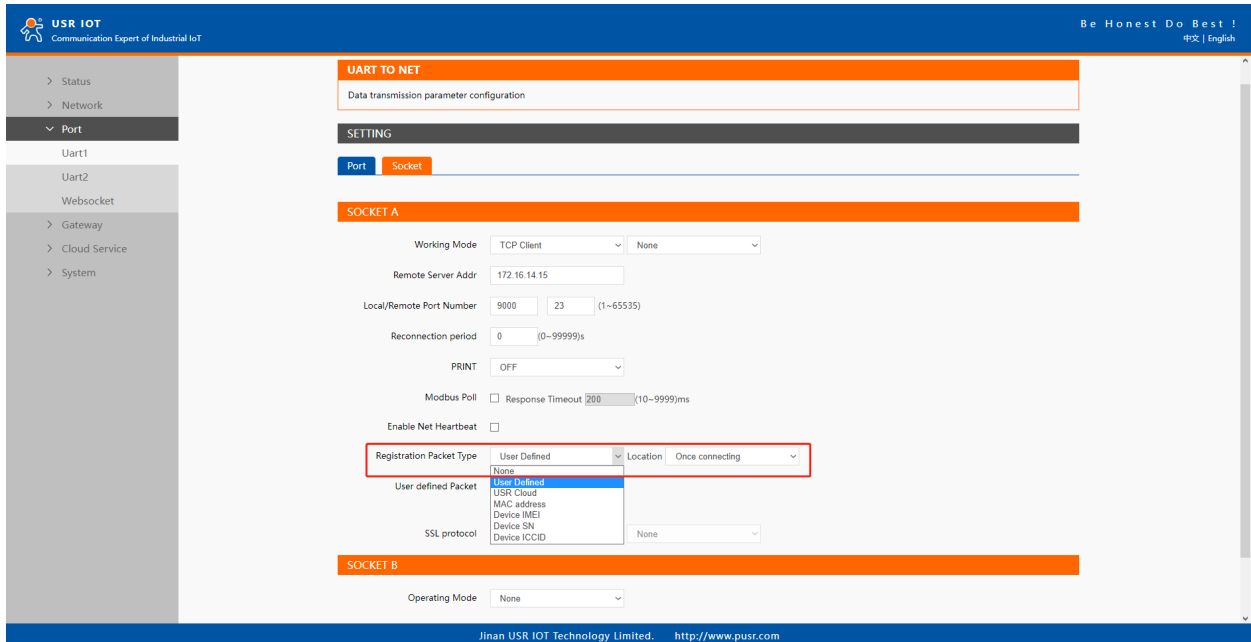 USR IOT
Communication Expert of Industrial IoT
Be Honest Do Best !
中文 | English
Status
Network
Port
Uart1
Uart2
Websocket
Gateway
Cloud Service
System
UART TO NET
Data transmission parameter configuration
SETTING
Port Socket
SOCKET A
Working Mode TCP Client None
Remote Server Addr 172.16.14.15
Local/Remote Port Number 9000 23 (1~65535)
Reconnection period 0 (0~99999)s
PRINT OFF
Modbus Poll Response Timeout 200 (10~9999)ms
Enable Net Heartbeat
Registration Packet Type User Defined Location Once connecting
None
User Defined
USR Cloud
MAC address
Device IMEI
Device SN
Device ICCID
User defined Packet
SSL protocol None
SOCKET B
Operating Mode None
Jinan USR IOT Technology Limited. http://www.pusr.com